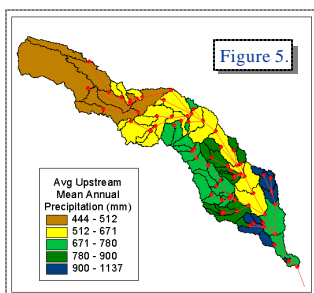 Figure 5.
Avg Upstream
Mean Annual
Precipitation (mm)
444 - 512
512 - 671
671 - 780
780 - 900
900 - 1137